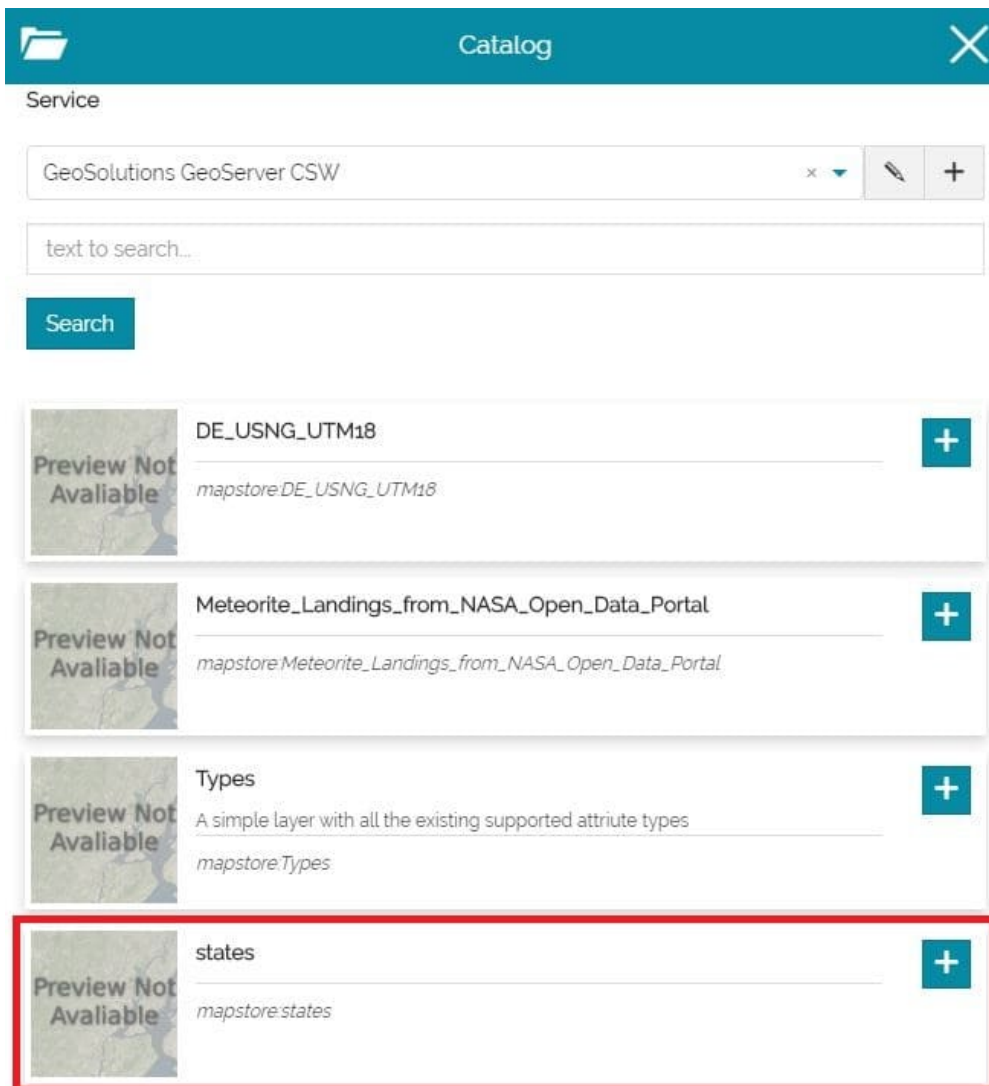 Catalog
Service
GeoSolutions GeoServer CSW
text to search...
Search
DE_USNG_UTM18
Preview Not
Avaliable
mapstore:DE_USNG_UTM18
Meteorite_Landings_from_NASA_Open_Data_Portal
Preview Not
Avaliable
mapstore:Meteorite_Landings_from_NASA_Open_Data_Portal
Types
Preview Not
Avaliable
A simple layer with all the existing supported attriute types
mapstore:Types
states
Preview Not
Avaliable
mapstore:states